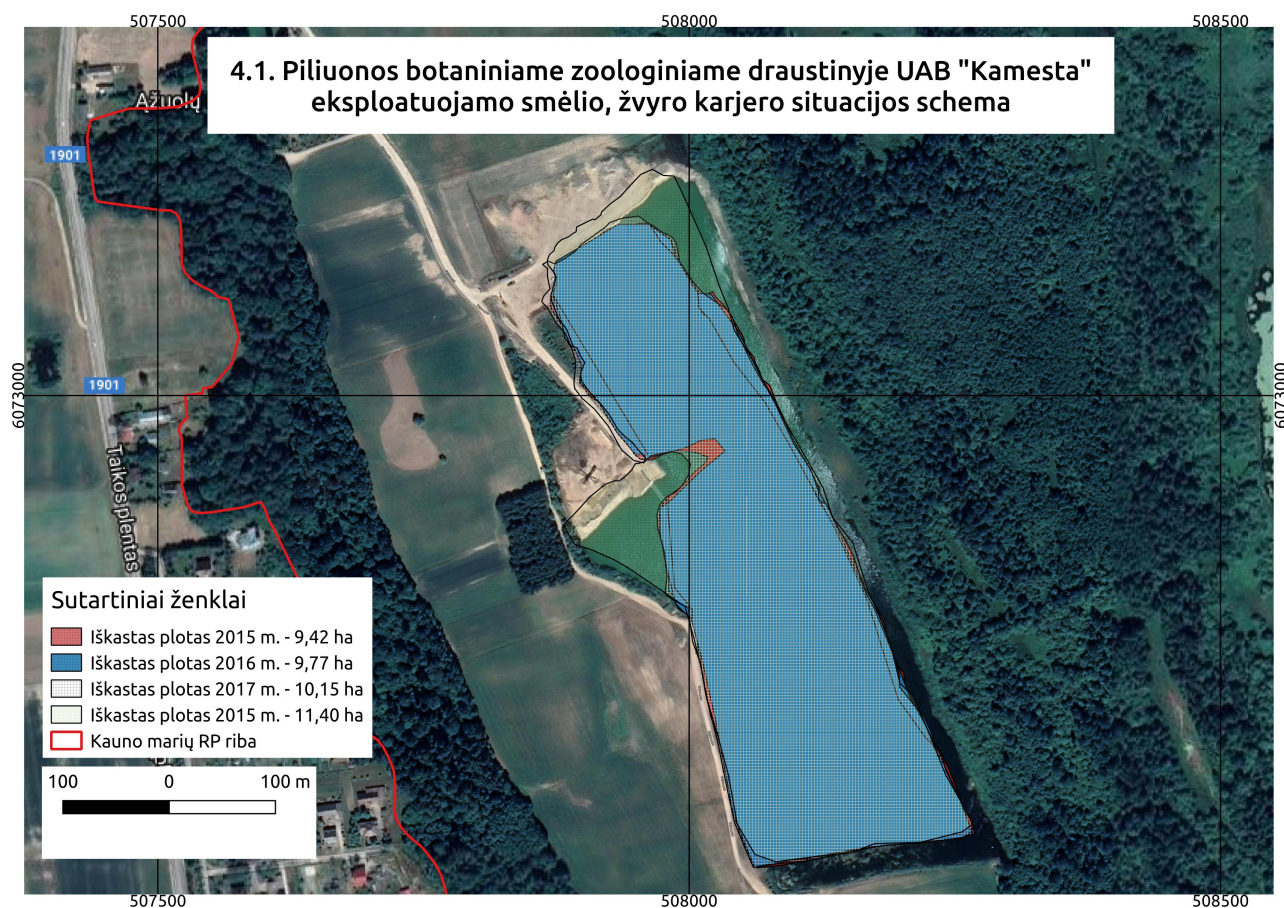 507500 508000 508500
4.1. Piliuonos botaniniame zoologiniame draustinyje UAB "Kamesta"
eksploatuojamo smėlio, žvyro karjero situacijos schema
Ąžuolų
1901
6073000 6073000
1901
Taikos plentas
Sutartiniai ženklai
Iškastas plotas 2015 m. - 9,42 ha
Iškastas plotas 2016 m. - 9,77 ha
Iškastas plotas 2017 m. - 10,15 ha
Iškastas plotas 2015 m. - 11,40 ha
Kauno marių RP riba
100 0 100 m
507500 508000 508500